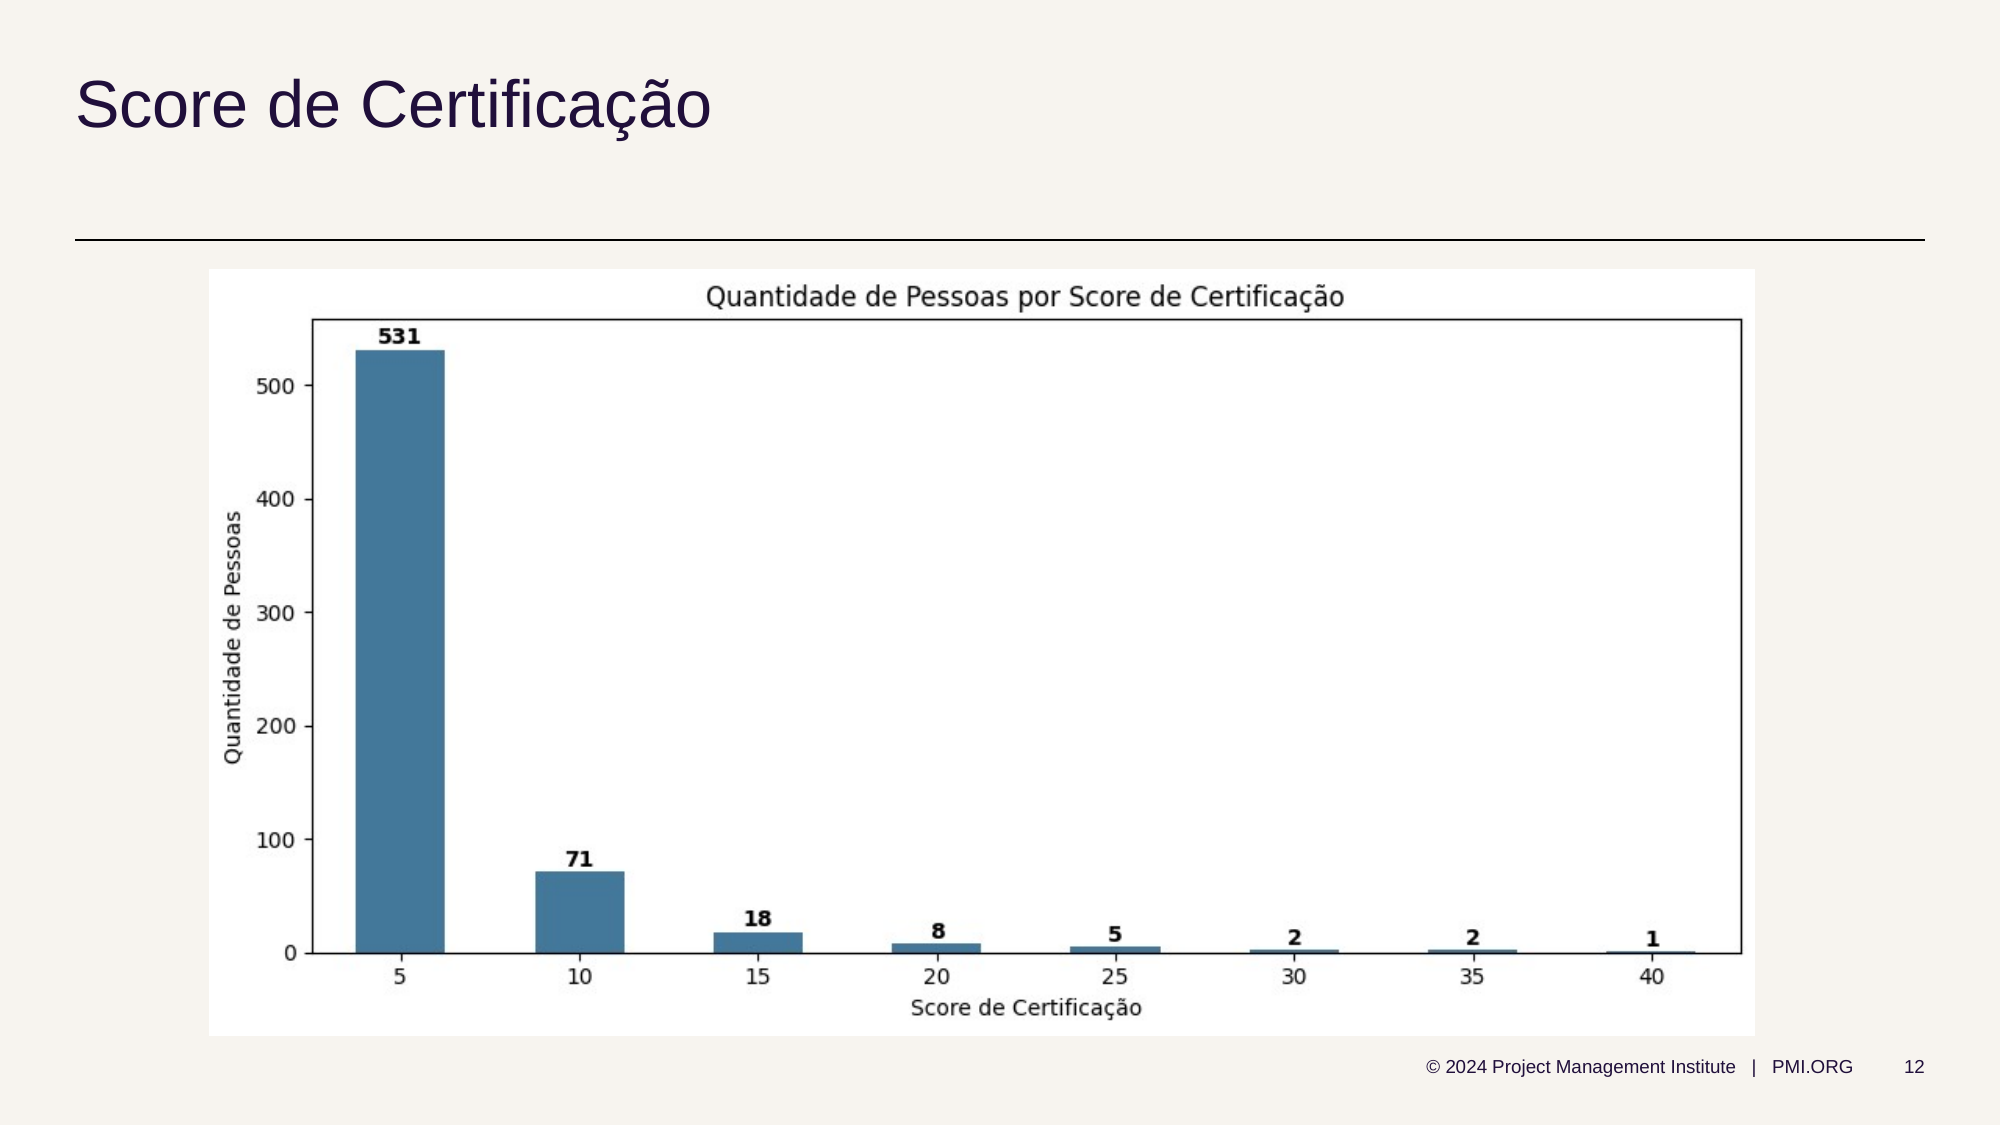 Score de Certificação
Quantidade de Pessoas por Score de Certificação
531
500
400
300
200
100
0
Quantidade de Pessoas
71
18
8
5
2
2
1
5 10 15 20 25 30 35 40
Score de Certificação
© 2024 Project Management Institute | PMI.ORG 12